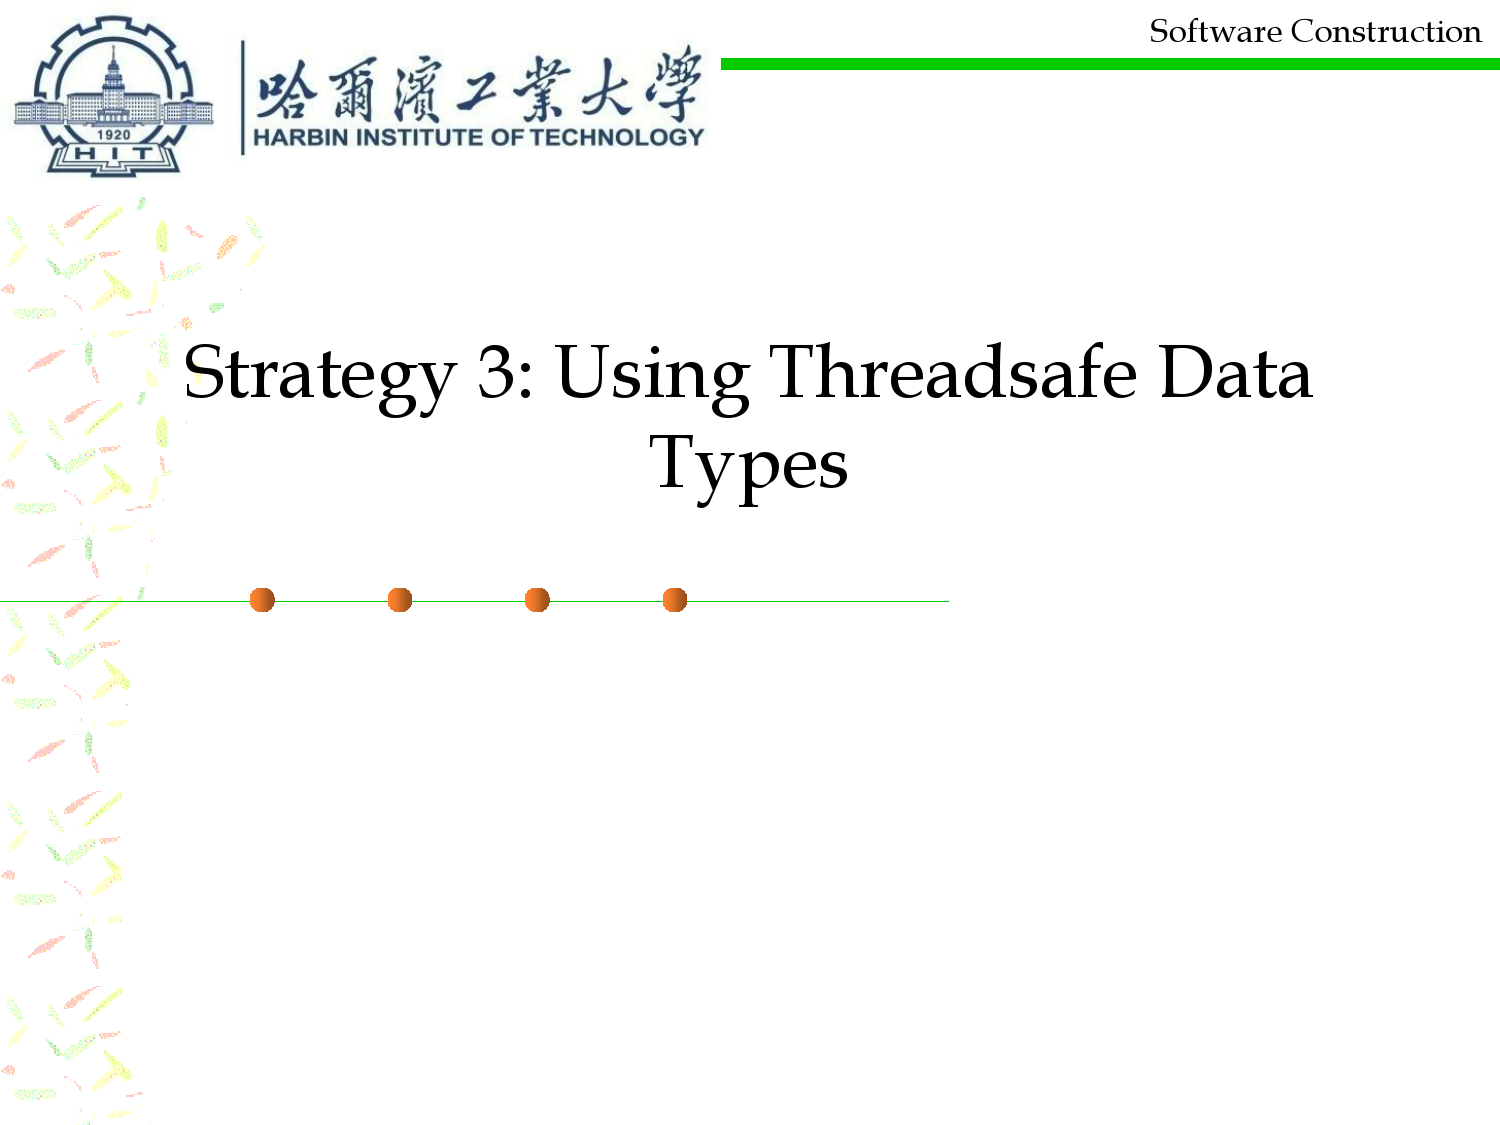 Software Construction
哈爾濱工業大學
HARBIN INSTITUTE OF TECHNOLOGY
1920
HIT
Strategy 3: Using Threadsafe Data
Types